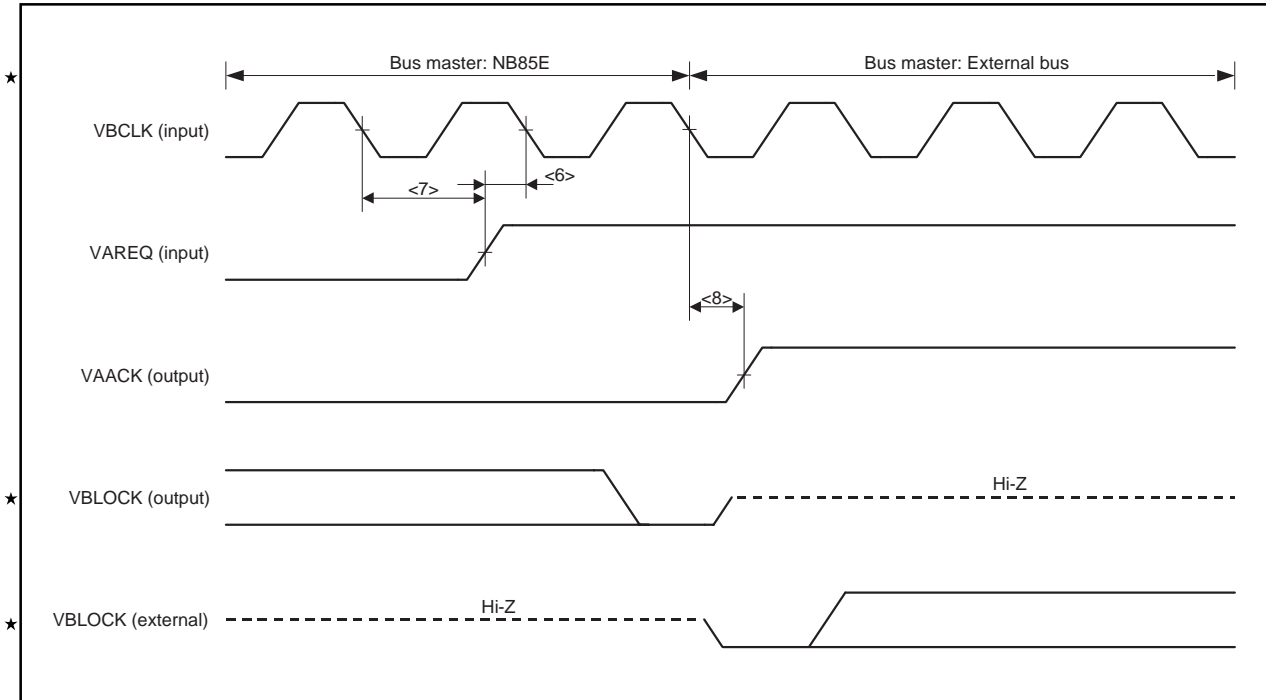 ★ Bus master: NB85E Bus master: External bus
VBCLK (input)
<7> <6>
VAREQ (input)
<8>
VAACK (output)
Hi-Z
★ VBLOCK (output)
Hi-Z
★ VBLOCK (external)